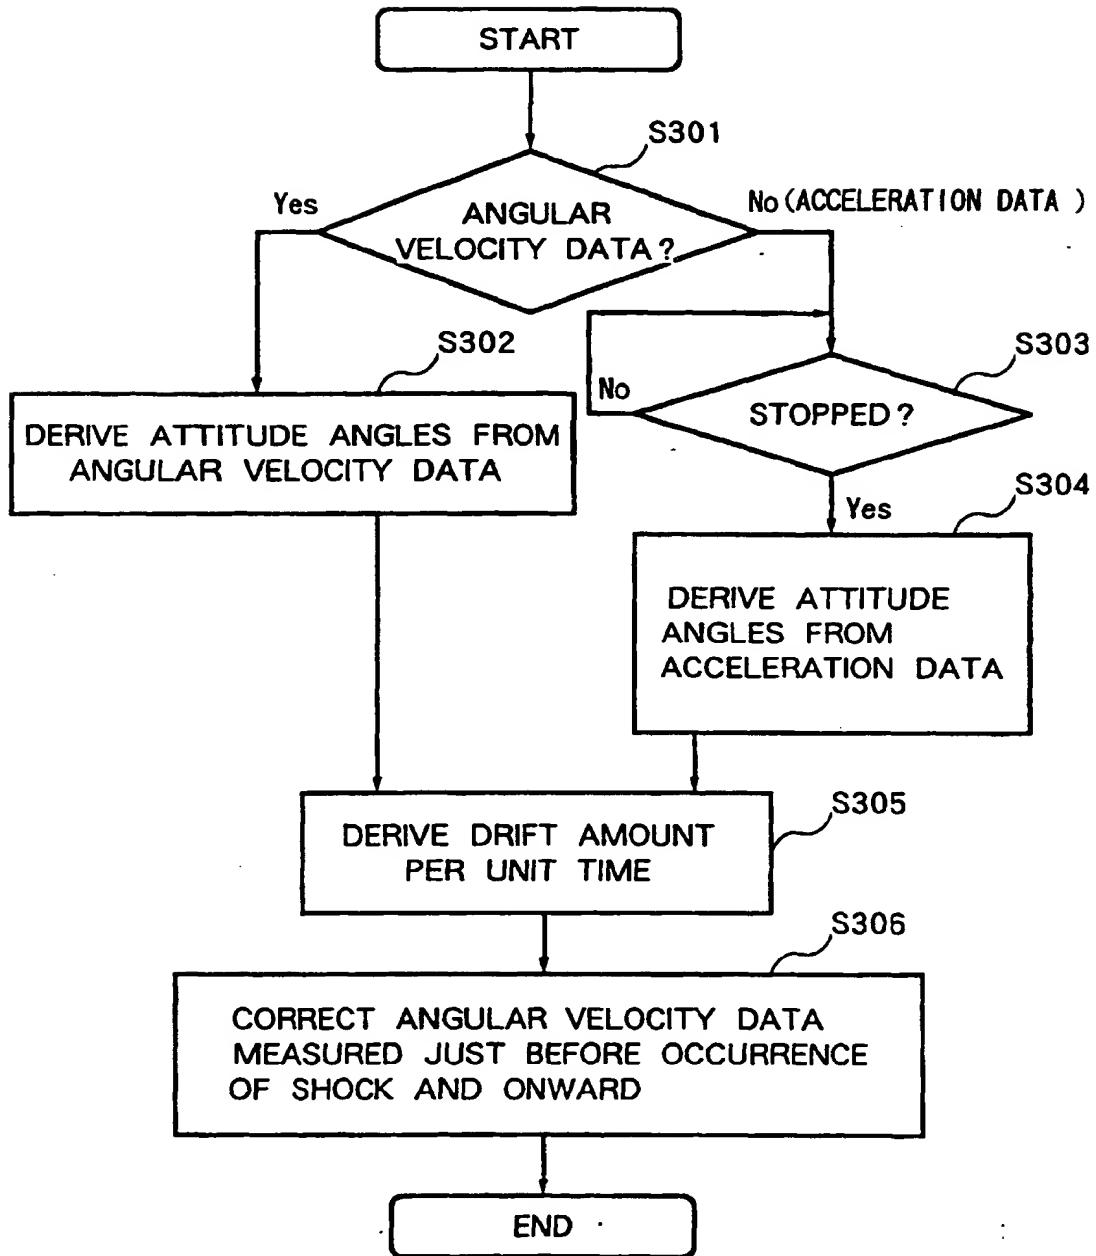 START
S301
Yes
ANGULAR
VELOCITY DATA?
No(ACCELERATION DATA )
S302
DERIVE ATTITUDE ANGLES FROM
ANGULAR VELOCITY DATA
S303
No
STOPPED?
Yes
S304
DERIVE ATTITUDE
ANGLES FROM
ACCELERATION DATA
S305
DERIVE DRIFT AMOUNT
PER UNIT TIME
S306
CORRECT ANGULAR VELOCITY DATA
MEASURED JUST BEFORE OCCURRENCE
OF SHOCK AND ONWARD
END